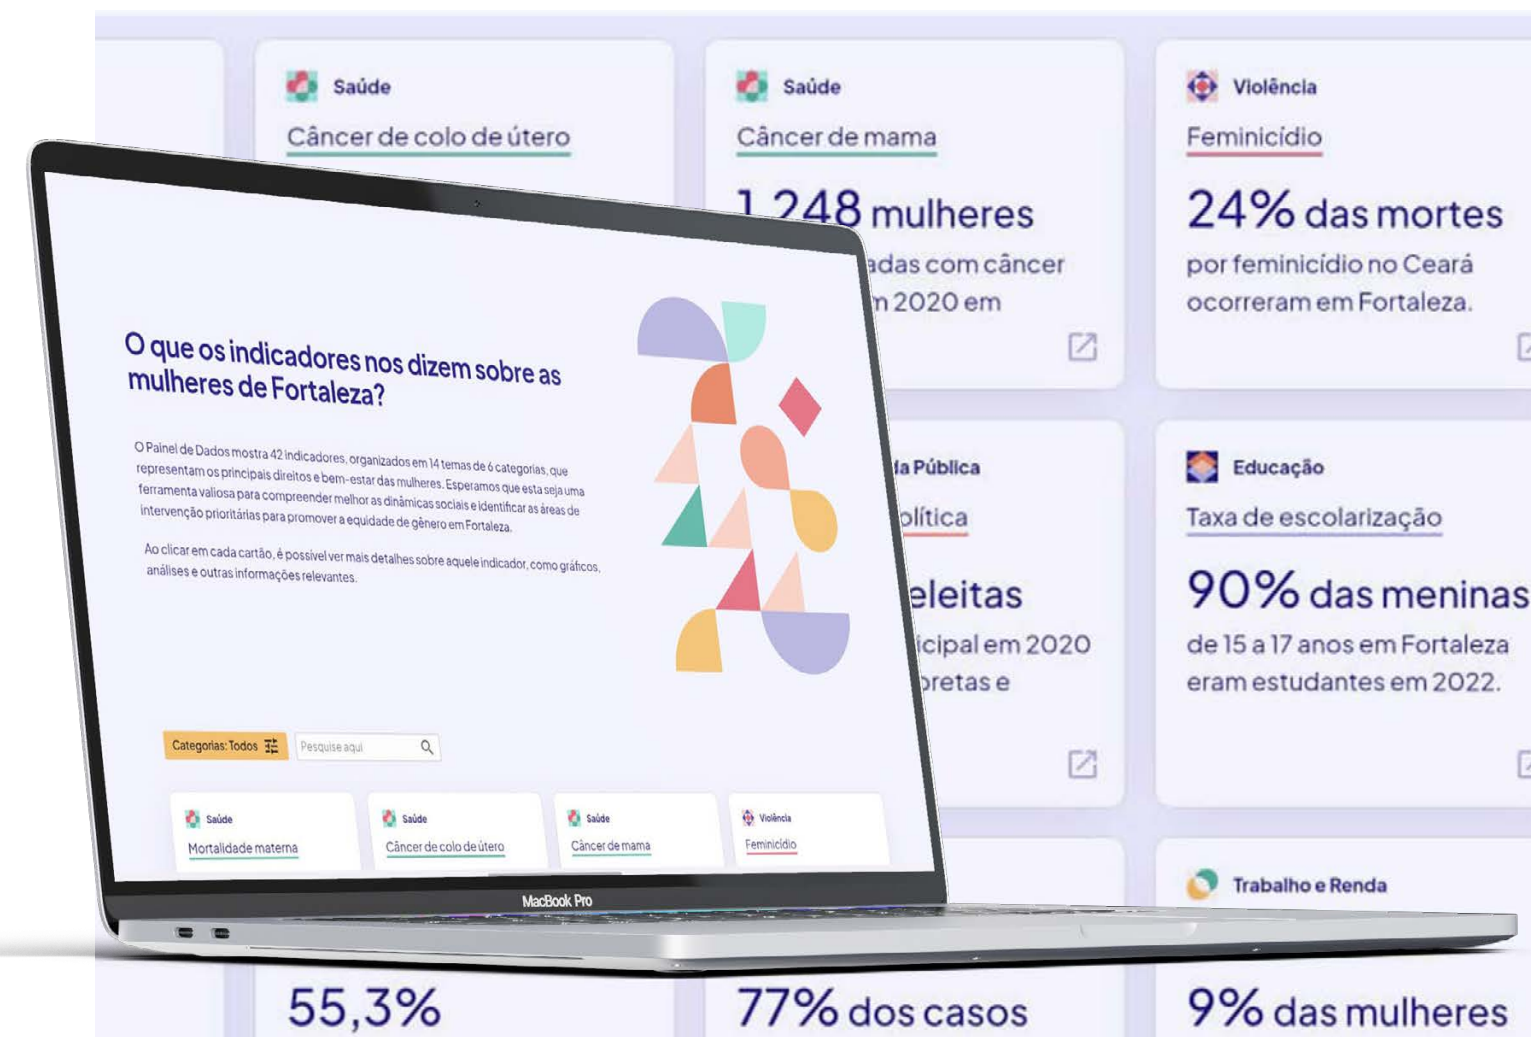 Saúde
Câncer de colo de útero
Saúde
Câncer de mama
1.248 mulheres
adas com câncer
2020 em
Violência
Feminicídio
24% das mortes
por feminicídio no Ceará
ocorreram em Fortaleza.
O que os indicadores nos dizem sobre as
mulheres de Fortaleza?
O Painel de Dados mostra 42 indicadores, organizados em 14 temas de 6 categorias, que
representam os principais direitos e bem-estar das mulheres. Esperamos que esta seja uma
ferramenta valiosa para compreender melhor as dinâmicas sociais e identificar as áreas de
intervenção prioritárias para promover a equidade de gênero em Fortaleza.
Ao clicar em cada cartão, é possível ver mais detalhes sobre aquele indicador, como gráficos,
análises e outras informações relevantes.
Categorias: Todos
Pesquise aqui
Saúde
Mortalidade materna
Saúde
Câncer de colo de útero
Saúde
Câncer de mama
Violência
Feminicídio
MacBook Pro
da Pública
olítica
eleitas
icipal em 2020
pretas e
Educação
Taxa de escolarização
90% das meninas
de 15 a 17 anos em Fortaleza
eram estudantes em 2022.
Trabalho e Renda
55,3%
77% dos casos
9% das mulheres